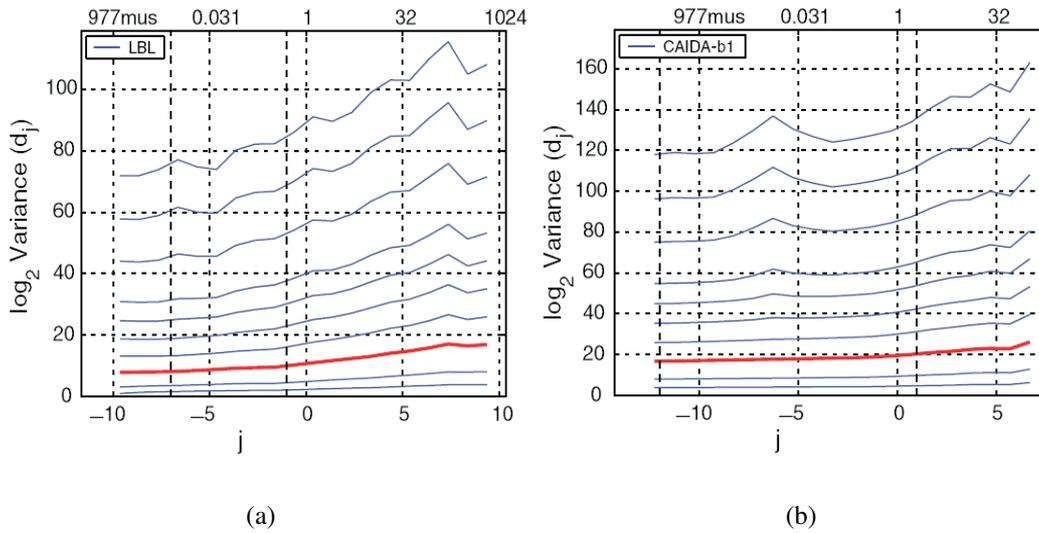 977mus 0.031 1 32 1024
LBL
100
80
60
40
20
0
log2 Variance (dj)
−10 −5 0 5 10
j
(a)
977mus 0.031 1 32
CAIDA-b1
160
140
120
100
80
60
40
20
0
log2 Variance (dj)
−10 −5 0 5
j
(b)